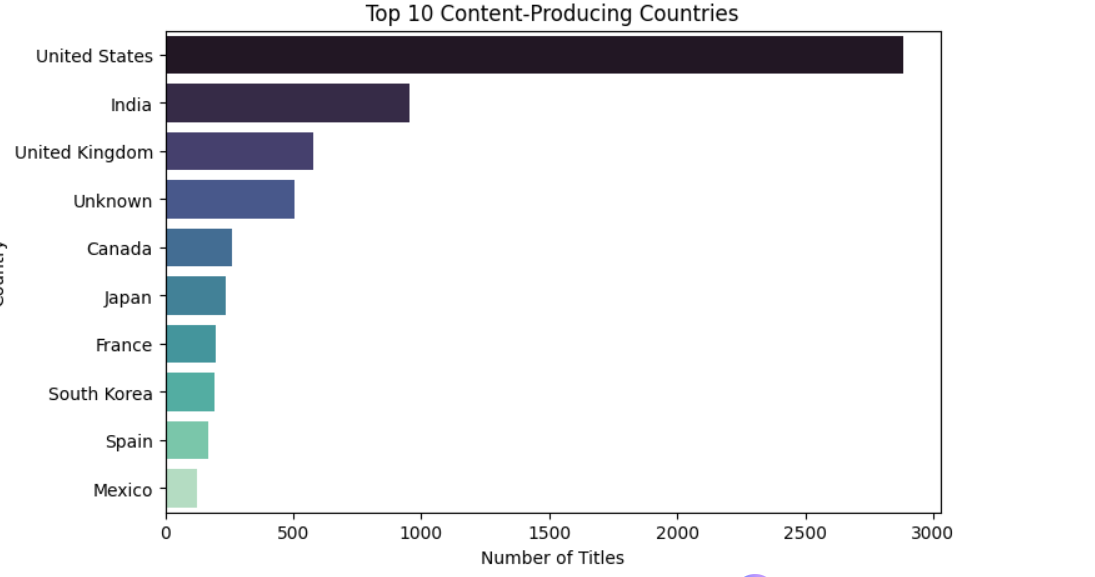 Top 10 Content-Producing Countries
United States
India
United Kingdom
Unknown
Canada
Japan
France
South Korea
Spain
Mexico
0 500 1000 1500 2000 2500 3000
Number of Titles